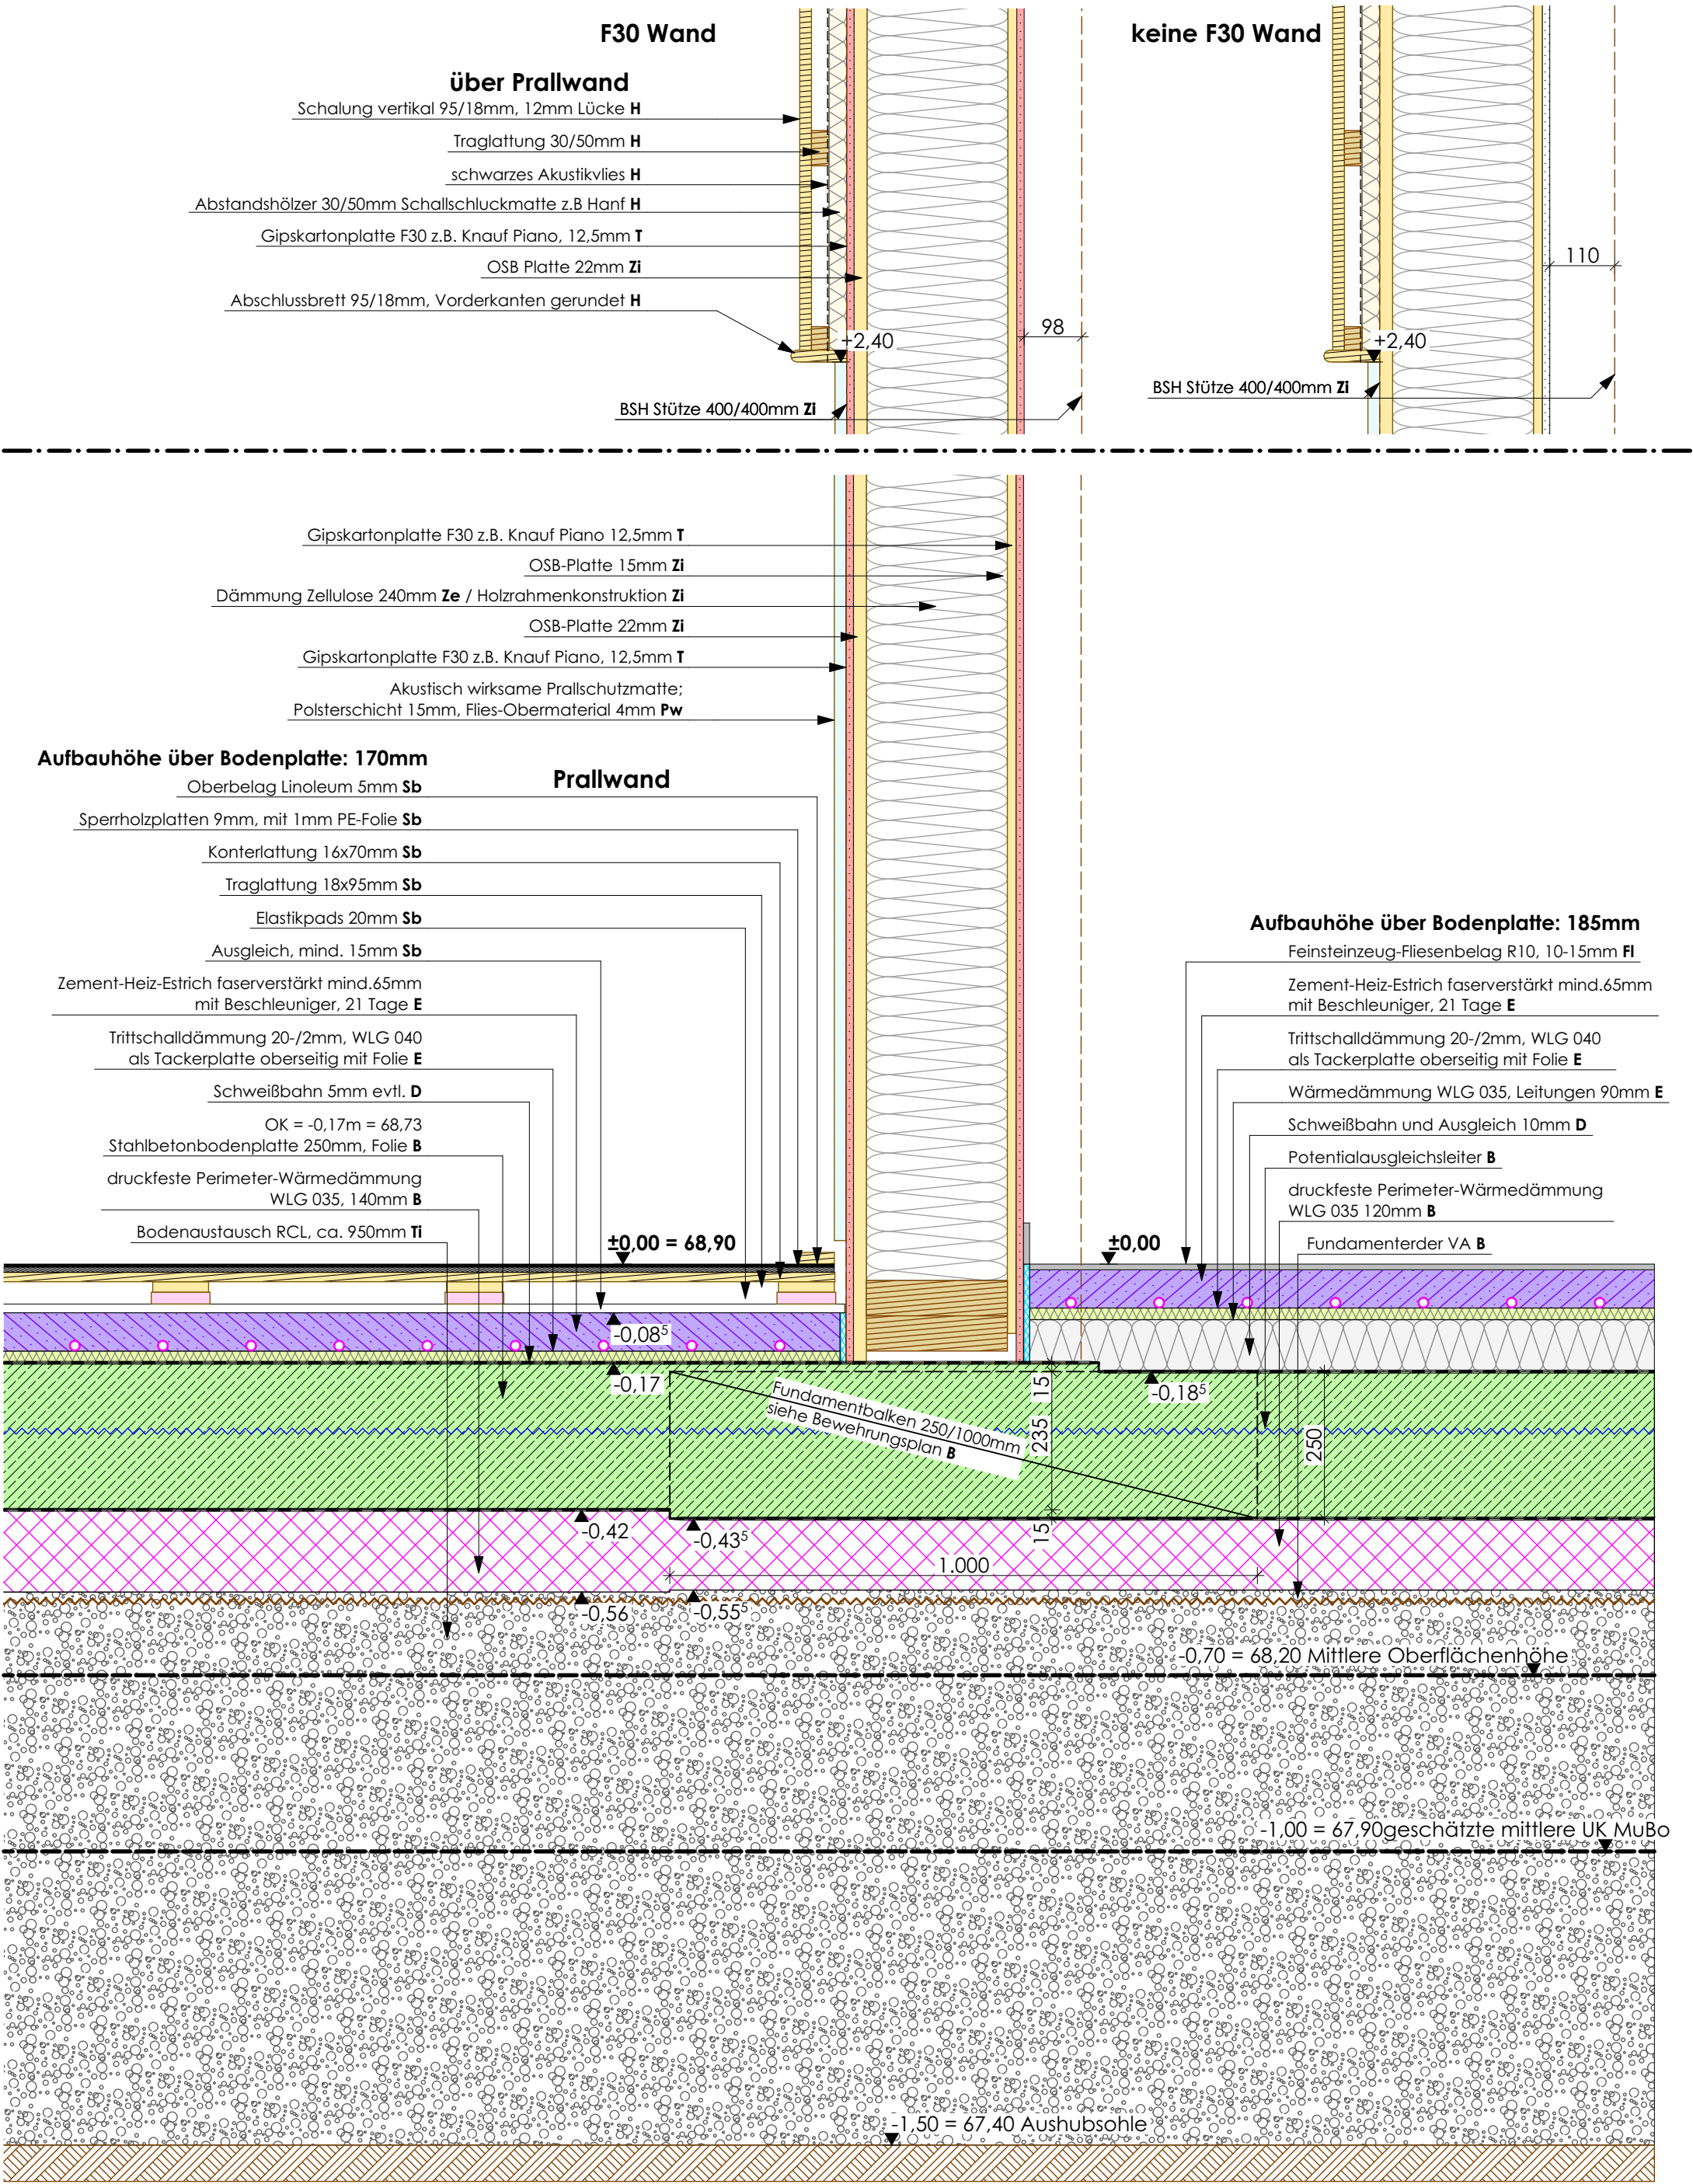 F30 Wand
keine F30 Wand
über Prallwand
Schalung vertikal 95/18mm, 12mm Lücke H
Traglattung 30/50mm H
schwarzes Akustikvlies H
Abstandshölzer 30/50mm Schallschluckmatte z.B Hanf H
Gipskartonplatte F30 z.B. Knauf Piano, 12,5mm T
OSB Platte 22mm Zi
Abschlussbrett 95/18mm, Vorderkanten gerundet H
110
98
+2,40
+2,40
BSH Stütze 400/400mm Zi
BSH Stütze 400/400mm Zi
Gipskartonplatte F30 z.B. Knauf Piano 12,5mm T
OSB-Platte 15mm Zi
Dämmung Zellulose 240mm Ze / Holzrahmenkonstruktion Zi
OSB-Platte 22mm Zi
Gipskartonplatte F30 z.B. Knauf Piano, 12,5mm T
Akustisch wirksame Prallschutzmatte;
Polsterschicht 15mm, Flies-Obermaterial 4mm Pw
Aufbauhöhe über Bodenplatte: 170mm
Prallwand
Oberbelag Linoleum 5mm Sb
Sperrholzplatten 9mm, mit 1mm PE-Folie Sb
Konterlattung 16x70mm Sb
Traglattung 18x95mm Sb
Elastikpads 20mm Sb
Ausgleich, mind. 15mm Sb
Zement-Heiz-Estrich faserverstärkt mind.65mm
mit Beschleuniger, 21 Tage E
Trittschalldämmung 20-/2mm, WLG 040
als Tackerplatte oberseitig mit Folie E
Schweißbahn 5mm evtl. D
OK = -0,17m = 68,73
Stahlbetonbodenplatte 250mm, Folie B
druckfeste Perimeter-Wärmedämmung
WLG 035, 140mm B
Bodenaustausch RCL, ca. 950mm Ti
Aufbauhöhe über Bodenplatte: 185mm
Feinsteinzeug-Fliesenbelag R10, 10-15mm Fl
Zement-Heiz-Estrich faserverstärkt mind.65mm
mit Beschleuniger, 21 Tage E
Trittschalldämmung 20-/2mm, WLG 040
als Tackerplatte oberseitig mit Folie E
Wärmedämmung WLG 035, Leitungen 90mm E
Schweißbahn und Ausgleich 10mm D
Potentialausgleichsleiter B
druckfeste Perimeter-Wärmedämmung
WLG 035 120mm B
Fundamenterder VA B
±0,00 = 68,90
±0,00
-0,08⁵
-0,17
-0,18⁵
Fundamentbalken 250/1000mm
siehe Bewehrungsplan B
15
235
15
250
-0,42
-0,43⁵
1.000
-0,56
-0,55⁵
-0,70 = 68,20 Mittlere Oberflächenhöhe
-1,00 = 67,90geschätzte mittlere UK MuBo
-1,50 = 67,40 Aushubsohle